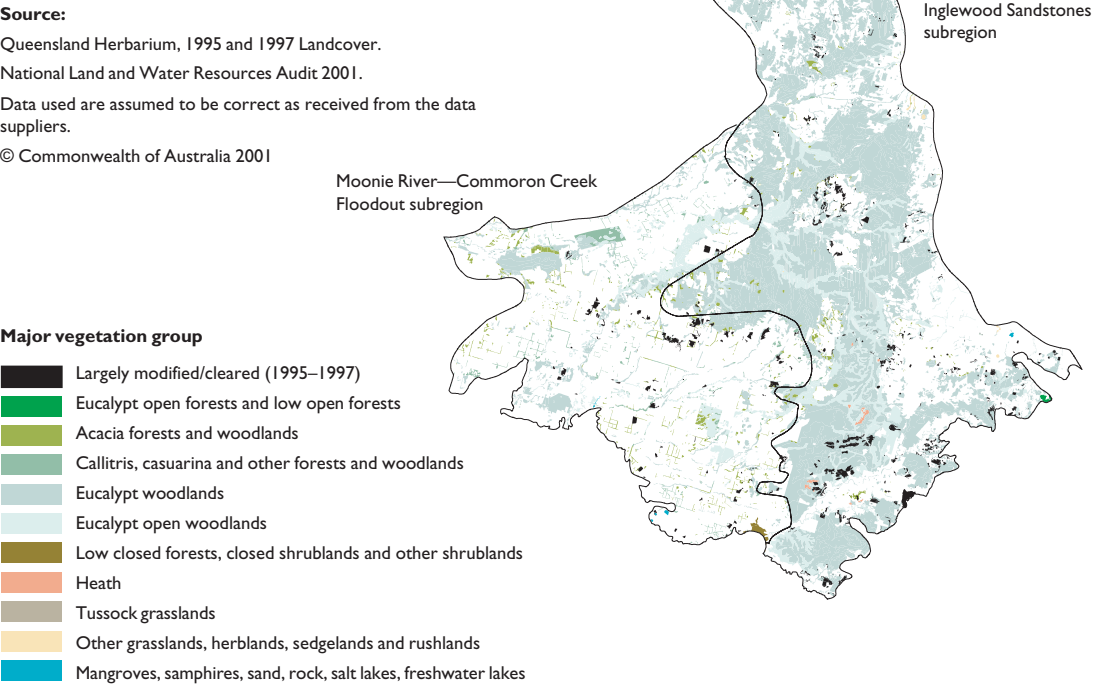 Source:
Queensland Herbarium, 1995 and 1997 Landcover.
National Land and Water Resources Audit 2001.
Data used are assumed to be correct as received from the data
suppliers.
© Commonwealth of Australia 2001
Inglewood Sandstones
subregion
Moonie River—Commoron Creek
Floodout subregion
Major vegetation group
Largely modified/cleared (1995–1997)
Eucalypt open forests and low open forests
Acacia forests and woodlands
Callitris, casuarina and other forests and woodlands
Eucalypt woodlands
Eucalypt open woodlands
Low closed forests, closed shrublands and other shrublands
Heath
Tussock grasslands
Other grasslands, herblands, sedgelands and rushlands
Mangroves, samphires, sand, rock, salt lakes, freshwater lakes